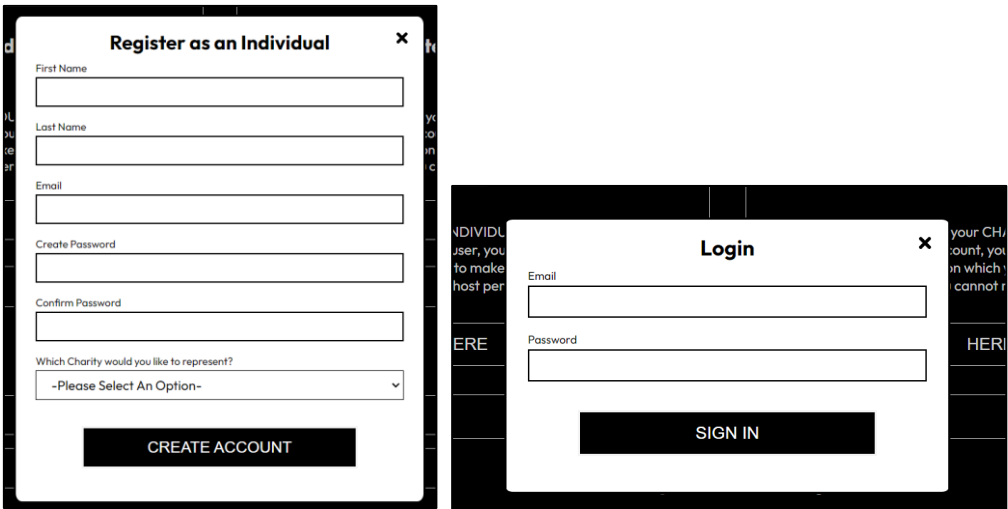 Register as an Individual
First Name
Last Name
Email
Create Password
Confirm Password
Which Charity would you like to represent?
-Please Select An Option-
CREATE ACCOUNT
NDIVIDU
your CH
user, you
ount, you
to make
on which
host per
cannot
Login
Email
Password
ERE
HER
SIGN IN